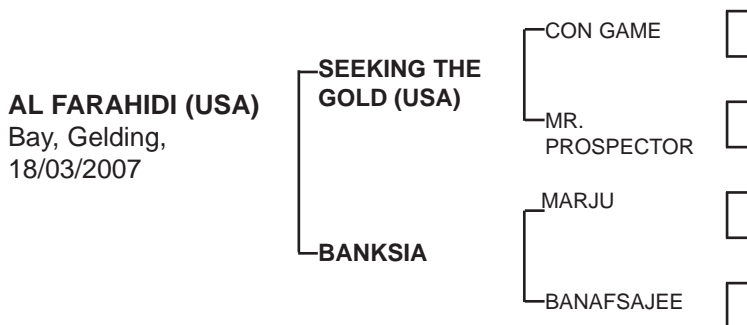 AL FARAHIDI (USA)
Bay, Gelding,
18/03/2007
SEEKING THE
GOLD (USA)
BANKSIA
CON GAME
MR.
PROSPECTOR
MARJU
BANAFSAJEE